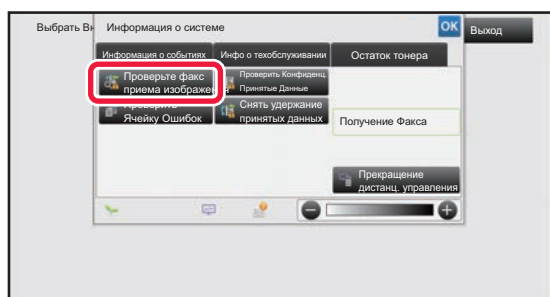 Выбрать Вн
Информация о системе
OK
Выход
Информация о событиях
Инфо о техобслуживании
Остаток тонера
Проверьте факс
приема изображен
Проверить Конфиденц.
Принятые Данные
Проверить
Ячейку Ошибок
Снять удержание
принятых данных
Получение Факса
Прекращение
дистанц. управления